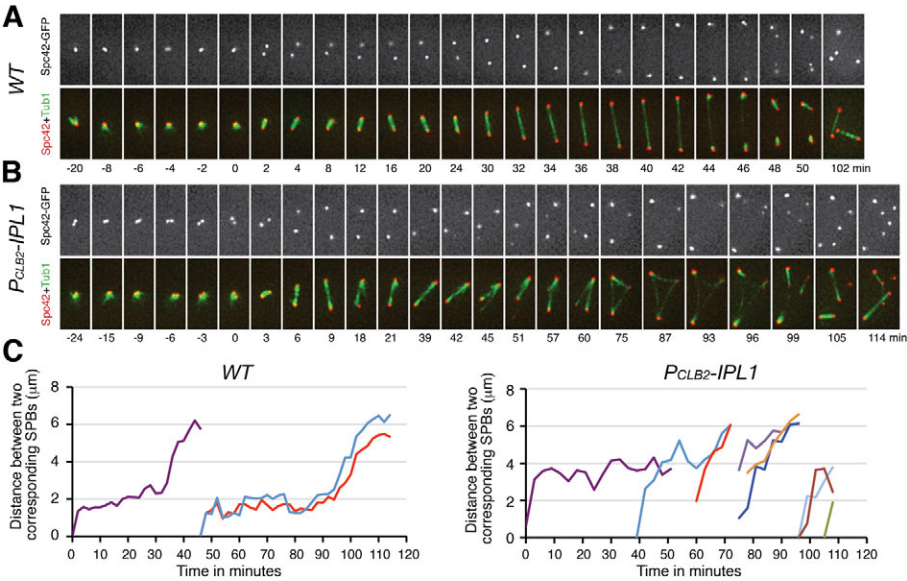 A
WT
Spc42-GFP
Spc42+Tub1
-20 -8 -6 -4 -2 0 2 4 8 12 16 20 24 30 32 34 36 38 40 42 44 46 48 50 102 min
B
PCLB2-IPL1
Spc42-GFP
Spc42+Tub1
-24 -15 -9 -6 -3 0 3 6 9 18 21 39 42 45 51 57 60 75 87 93 96 99 105 114 min
C
WT
Distance between two
corresponding SPBs (μm)
8
6
4
2
0
0 10 20 30 40 50 60 70 80 90 100 110 120
Time in minutes
PCLB2-IPL1
Distance between two
corresponding SPBs (μm)
8
6
4
2
0
0 10 20 30 40 50 60 70 80 90 100 110 120
Time in minutes